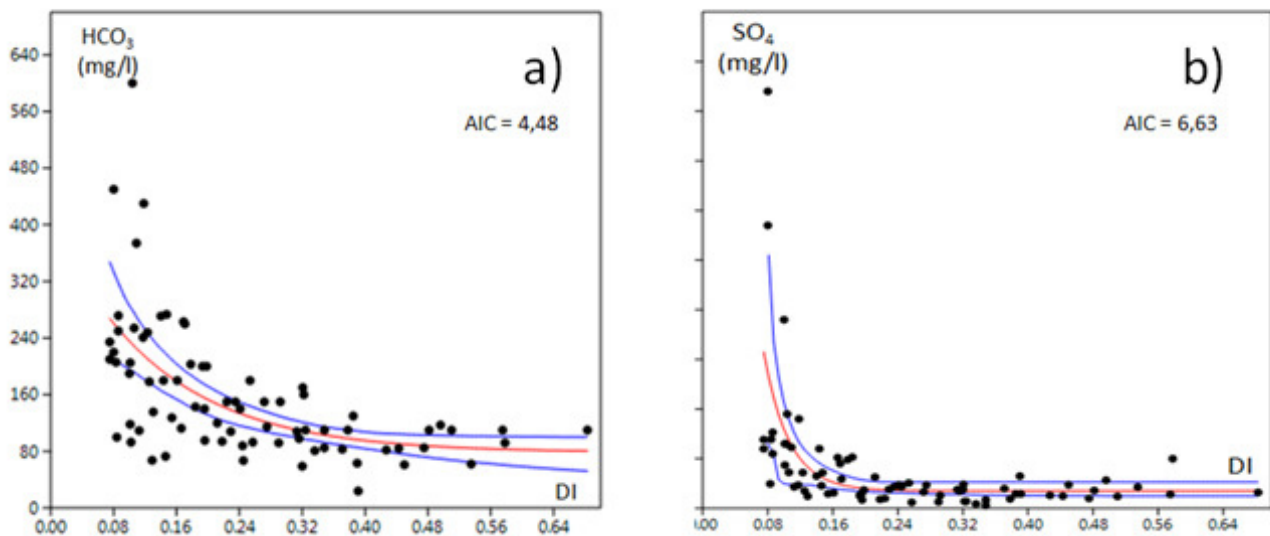 HCO₃
(mg/l)
a)
AIC = 4,48
640
560
480
400
320
240
160
80
0
DI
0.00 0.08 0.16 0.24 0.32 0.40 0.48 0.56 0.64
SO₄
(mg/l)
b)
AIC = 6,63
DI
.00 0.08 0.16 0.24 0.32 0.40 0.48 0.56 0.64